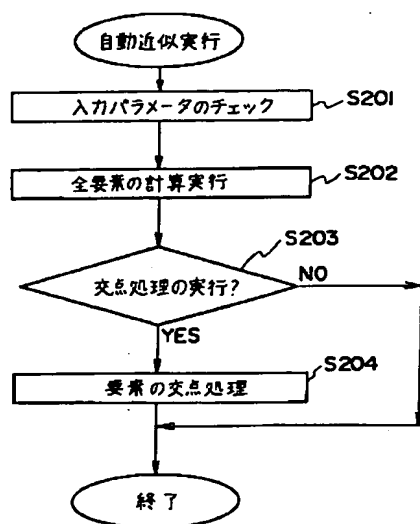 自動近似実行
入力パラメータのチェック
S201
全要素の計算実行
S202
S203
交点処理の実行?
NO
YES
S204
要素の交点処理
終了